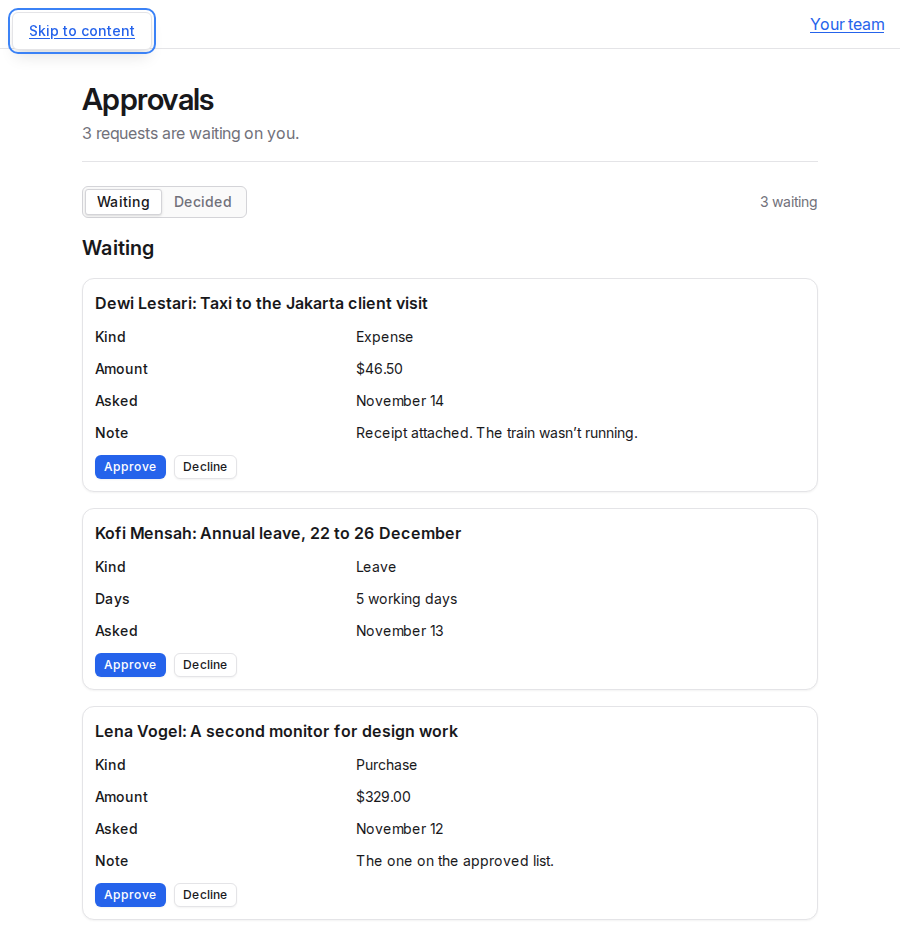 Skip to content
Your team
Approvals
3 requests are waiting on you.
Waiting Decided
3 waiting
Waiting
Dewi Lestari: Taxi to the Jakarta client visit
Kind Expense
Amount $46.50
Asked November 14
Note Receipt attached. The train wasn’t running.
Approve Decline
Kofi Mensah: Annual leave, 22 to 26 December
Kind Leave
Days 5 working days
Asked November 13
Approve Decline
Lena Vogel: A second monitor for design work
Kind Purchase
Amount $329.00
Asked November 12
Note The one on the approved list.
Approve Decline